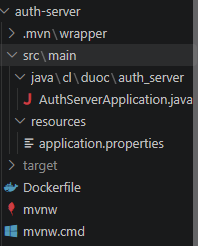 auth-server
.mvn\wrapper
src\main
java\cl\duoc\auth_server
J AuthServerApplication.java
resources
application.properties
target
Dockerfile
mvnw
mvnw.cmd